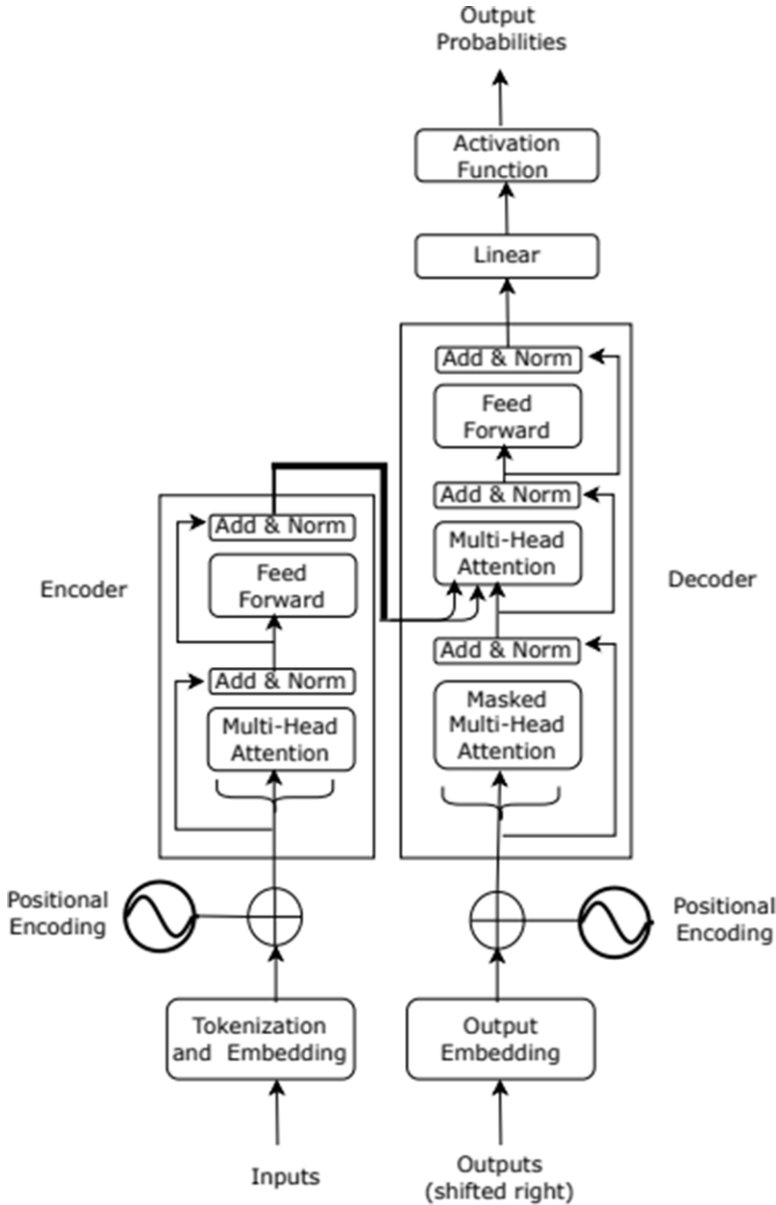 Output
Probabilities
Activation
Function
Linear
Add & Norm
Feed
Forward
Add & Norm
Multi-Head
Attention
Decoder
Add & Norm
Masked
Multi-Head
Attention
Add & Norm
Feed
Forward
Encoder
Add & Norm
Multi-Head
Attention
Positional
Encoding
Positional
Encoding
Tokenization
and Embedding
Output
Embedding
Inputs
Outputs
(shifted right)